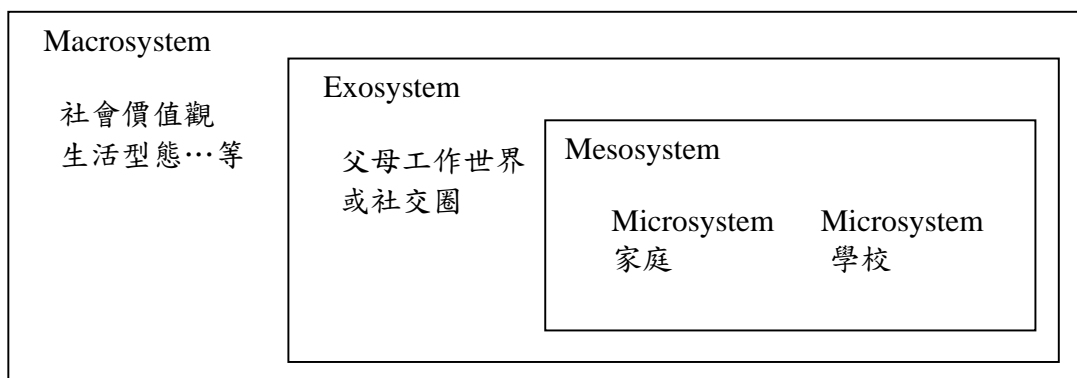 Macrosystem
社會價值觀
生活型態…等
Exosystem
父母工作世界
或社交圈
Mesosystem
Microsystem
家庭
Microsystem
學校